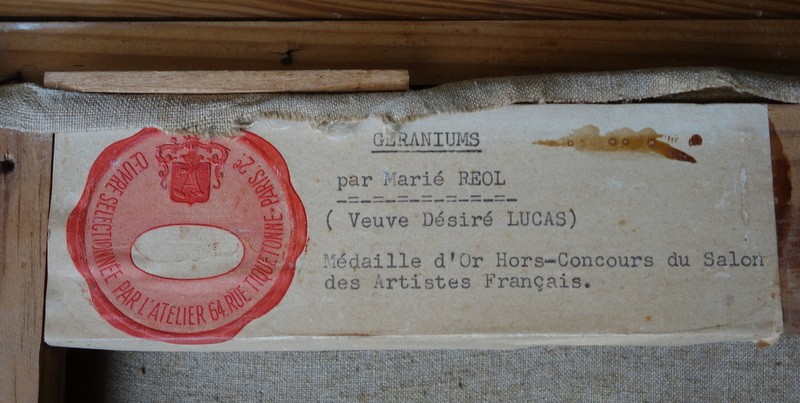 ŒUVRE SÉLECTIONNÉE PAR L'ATELIER 64, RUE TIQUETONNE - PARIS 2e
A
GERANIUMS
par Marié REOL
-=-=-=-=-=-=-=-
( Veuve Désiré LUCAS)
Médaille d'Or Hors-Concours du Salon
des Artistes Français.